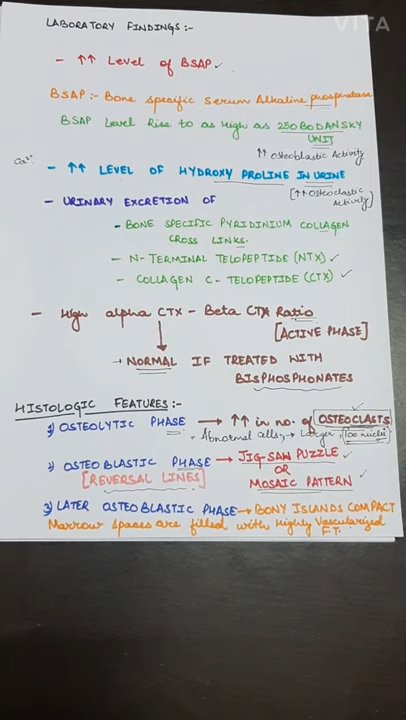 VITA
LABORATORY FINDINGS:-
- ↑↑ Level of BSAP ✓
BSAP :- Bone specific Serum Alkaline phosphatase
BSAP Level Rise to as High as 250 BODANSKY
UNIT
↑↑ Osteoblastic Activity
Ca²⁺
- ↑↑ LEVEL OF HYDROXY PROLINE IN URINE
[↑↑Osteoclastic
Activity)
- URINARY EXCRETION OF
- BONE SPECIFIC PYRIDINIUM COLLAGEN
CROSS LINKS.
- N-TERMINAL TELOPEPTIDE (NTX) ✓
- COLLAGEN C-TELOPEPTIDE (CTX) ✓
- High alpha CTX - Beta CTX Ratio
[ACTIVE PHASE]
→ NORMAL IF TREATED WITH
BISPHOSPHONATES
HISTOLOGIC FEATURES:-
1) OSTEOLYTIC PHASE → ↑↑ in no. of OSTEOCLASTS
Abnormal cells, → Larger, 100 nuclei
2) OSTEOBLASTIC PHASE → JIG-SAW PUZZLE ✓
[REVERSAL LINES] OR
MOSAIC PATTERN ✓
3) LATER OSTEOBLASTIC PHASE → BONY ISLANDS COMPACT
Marrow spaces are filled with Highly Vascularized
F.T.